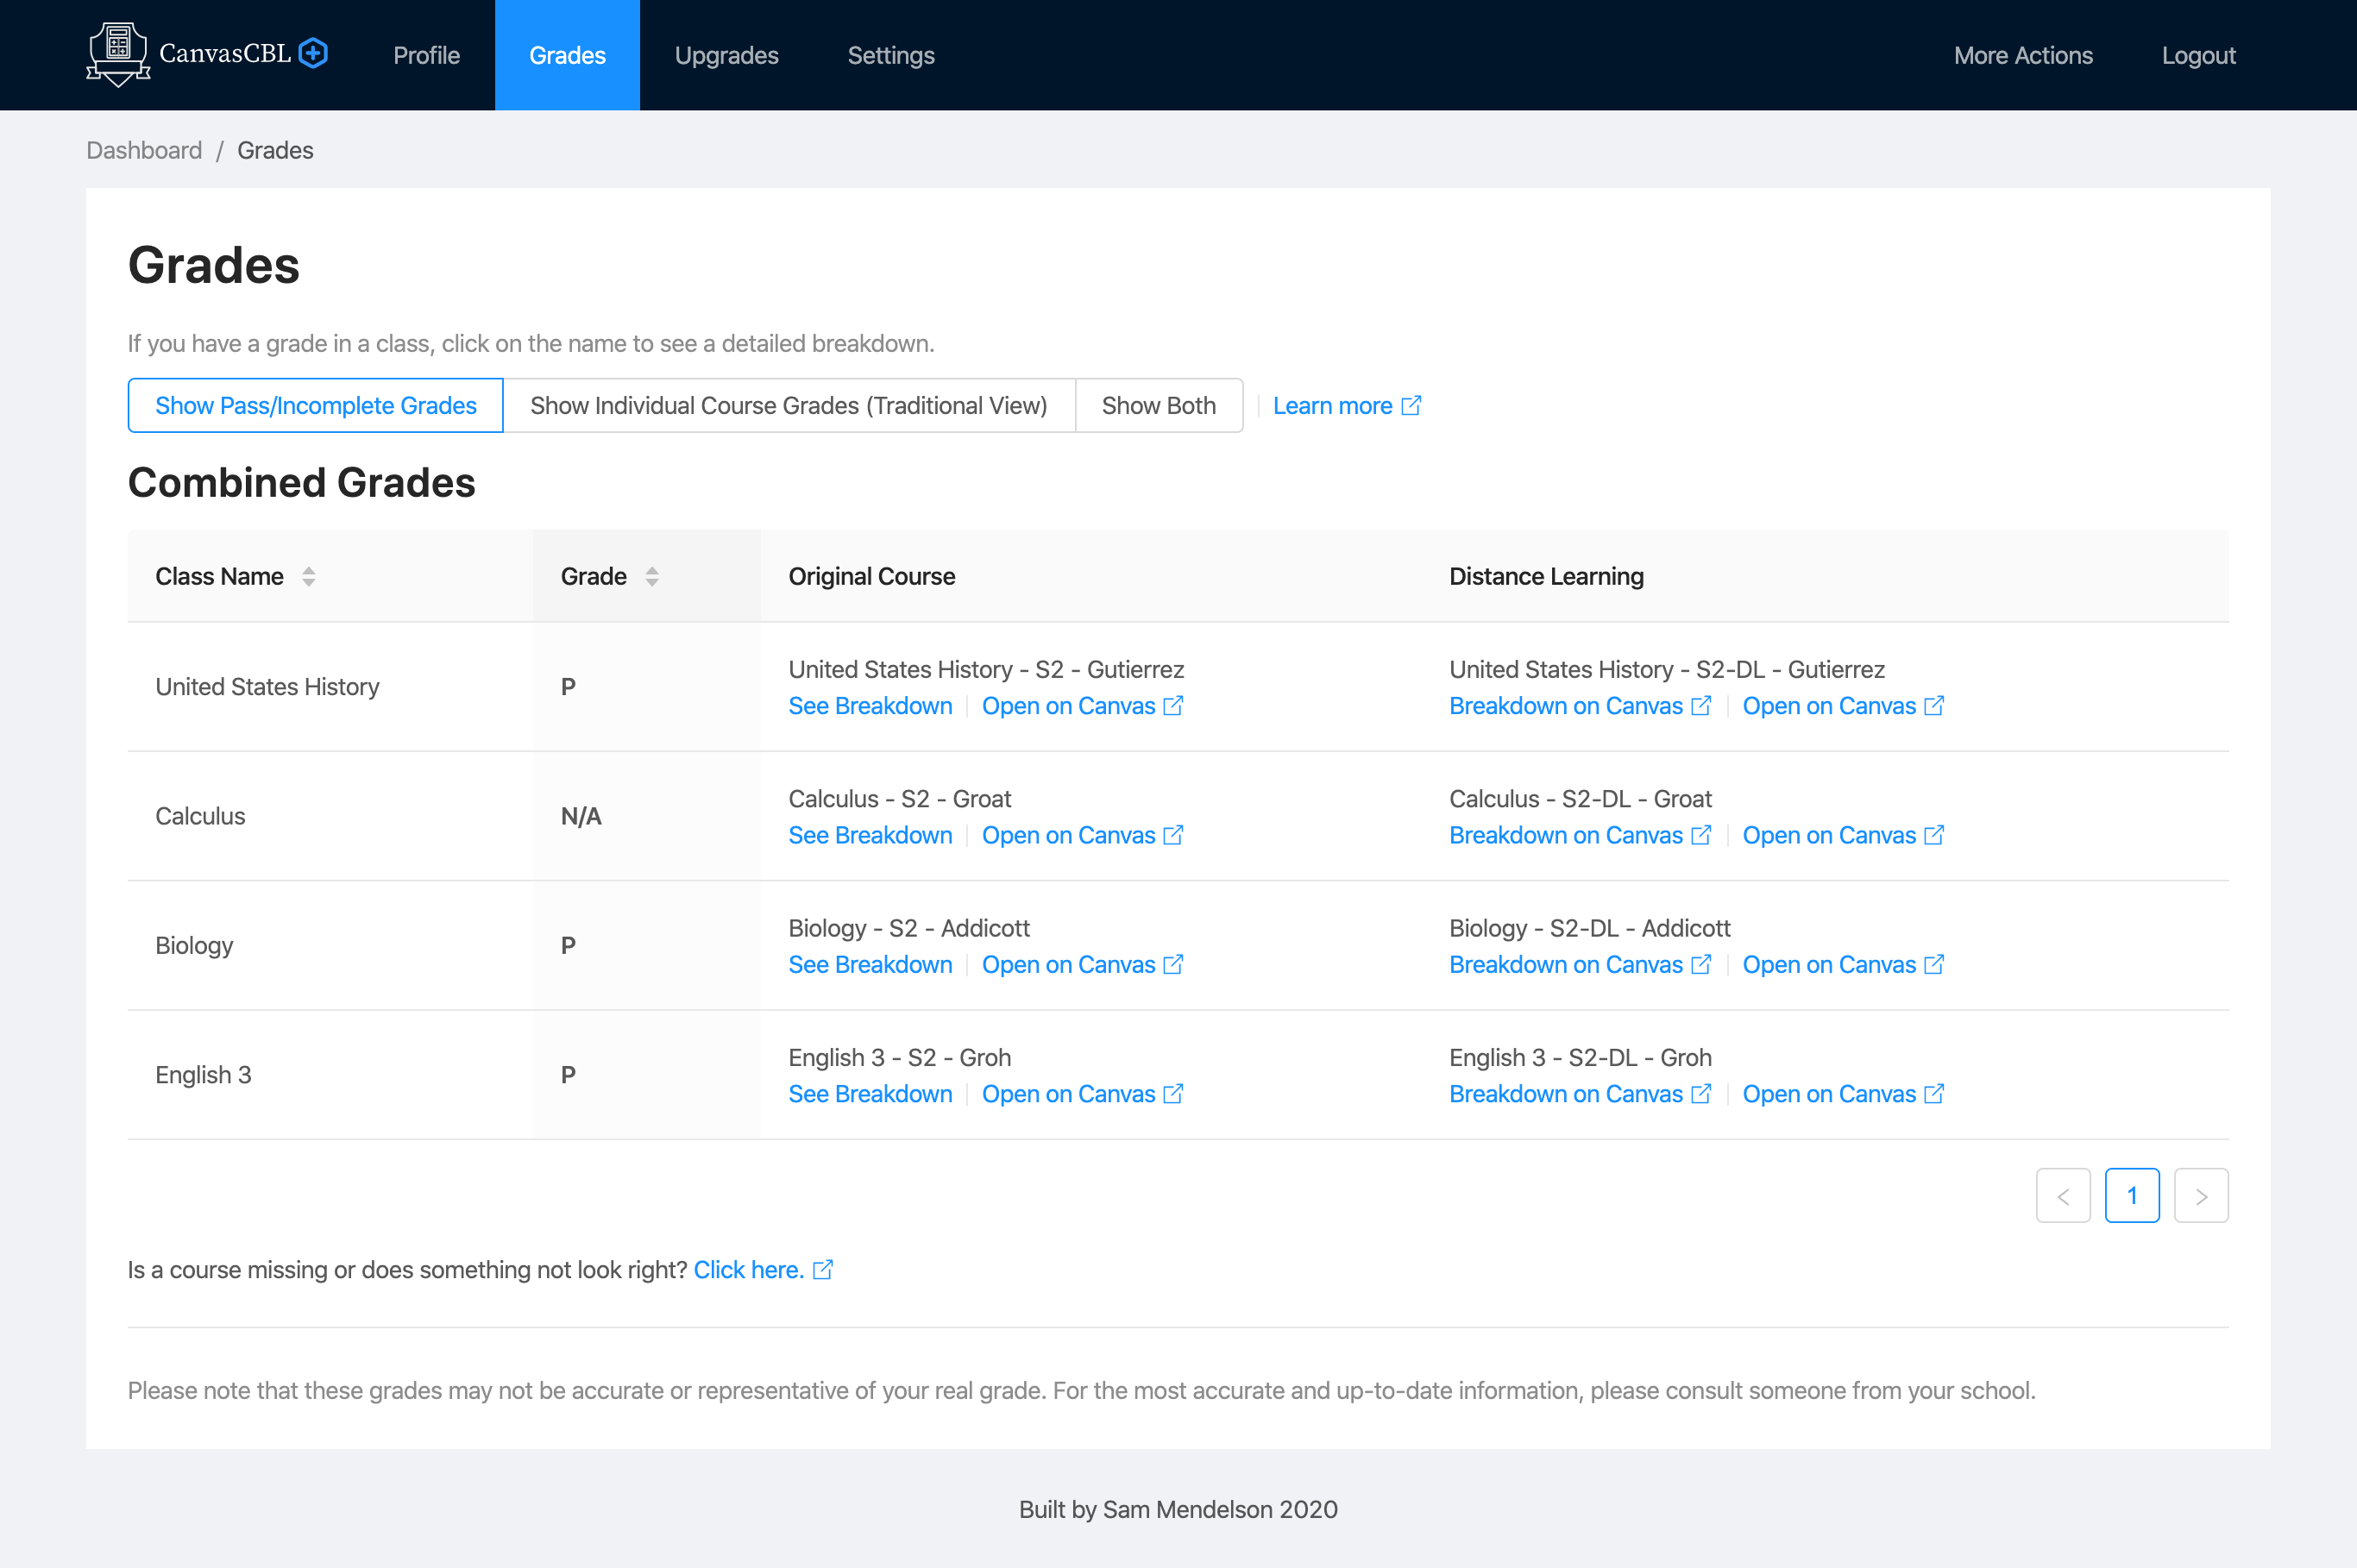 CanvasCBL Profile Grades Upgrades Settings More Actions Logout
Dashboard / Grades
Grades
If you have a grade in a class, click on the name to see a detailed breakdown.
Show Pass/Incomplete Grades Show Individual Course Grades (Traditional View) Show Both Learn more
Combined Grades
Class Name Grade Original Course Distance Learning
United States History P United States History - S2 - Gutierrez United States History - S2-DL - Gutierrez
See Breakdown Open on Canvas Breakdown on Canvas Open on Canvas
Calculus N/A Calculus - S2 - Groat Calculus - S2-DL - Groat
See Breakdown Open on Canvas Breakdown on Canvas Open on Canvas
Biology P Biology - S2 - Addicott Biology - S2-DL - Addicott
See Breakdown Open on Canvas Breakdown on Canvas Open on Canvas
English 3 P English 3 - S2 - Groh English 3 - S2-DL - Groh
See Breakdown Open on Canvas Breakdown on Canvas Open on Canvas
< 1 >
Is a course missing or does something not look right? Click here.
Please note that these grades may not be accurate or representative of your real grade. For the most accurate and up-to-date information, please consult someone from your school.
Built by Sam Mendelson 2020